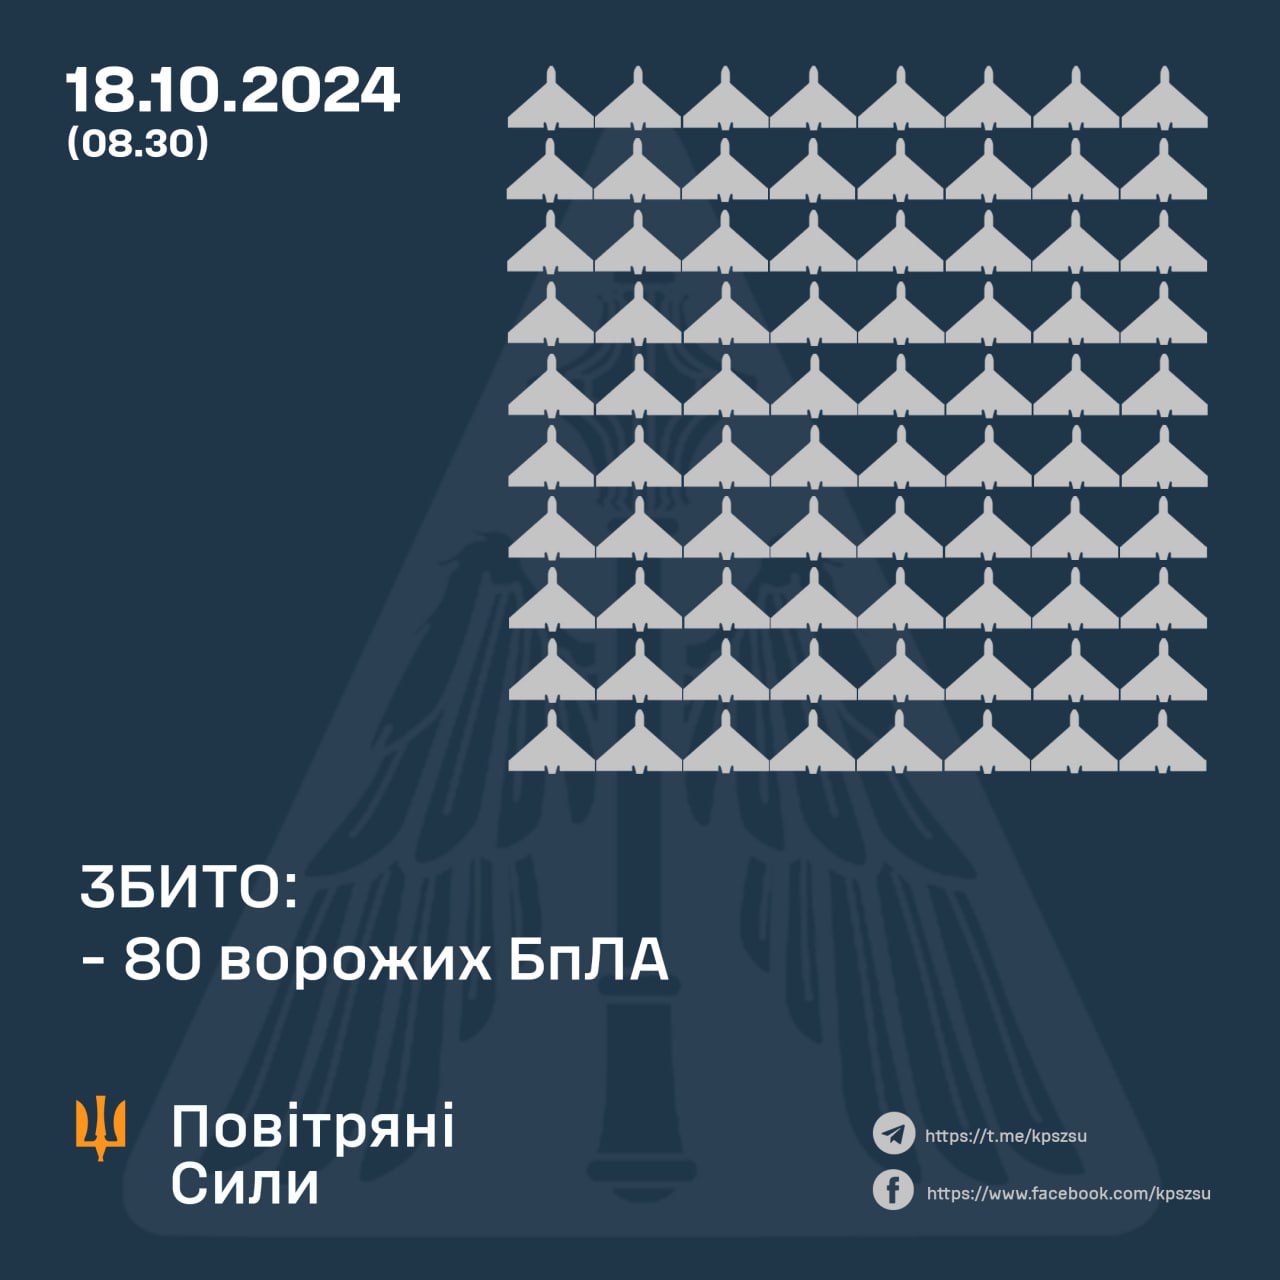 18.10.2024
(08.30)
ЗБИТО:
- 80 ворожих БпЛА
Повітряні
Сили
https://t.me/kpszsu
https://www.facebook.com/kpszsu